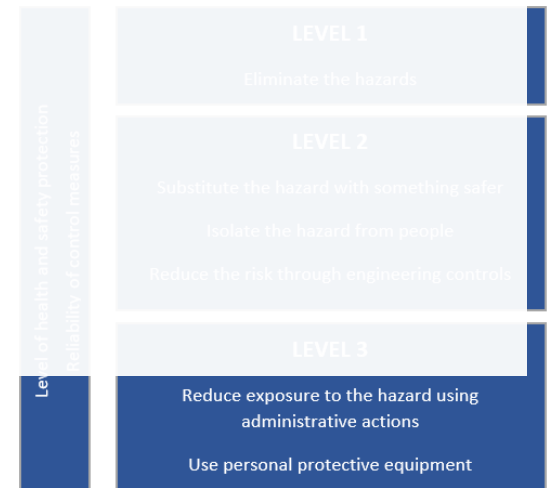 Level of health and safety protection
Reliability of control measures
LEVEL 1
Eliminate the hazards
LEVEL 2
Substitute the hazard with something safer
Isolate the hazard from people
Reduce the risk through engineering controls
LEVEL 3
Reduce exposure to the hazard using
administrative actions
Use personal protective equipment